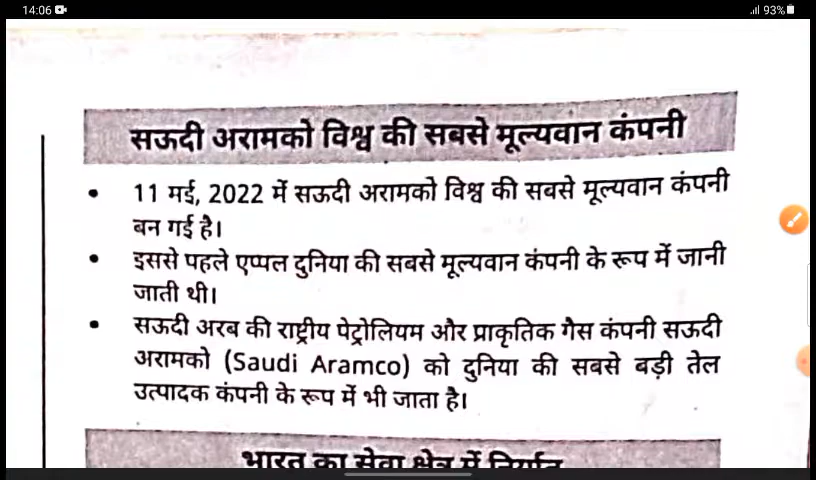 14:06
93%
सऊदी अरामको विश्व की सबसे मूल्यवान कंपनी
• 11 मई, 2022 में सऊदी अरामको विश्व की सबसे मूल्यवान कंपनी
बन गई है।
• इससे पहले एप्पल दुनिया की सबसे मूल्यवान कंपनी के रूप में जानी
जाती थी।
• सऊदी अरब की राष्ट्रीय पेट्रोलियम और प्राकृतिक गैस कंपनी सऊदी
अरामको (Saudi Aramco) को दुनिया की सबसे बड़ी तेल
उत्पादक कंपनी के रूप में भी जाता है।
भारत का सेवा क्षेत्र में निर्यात